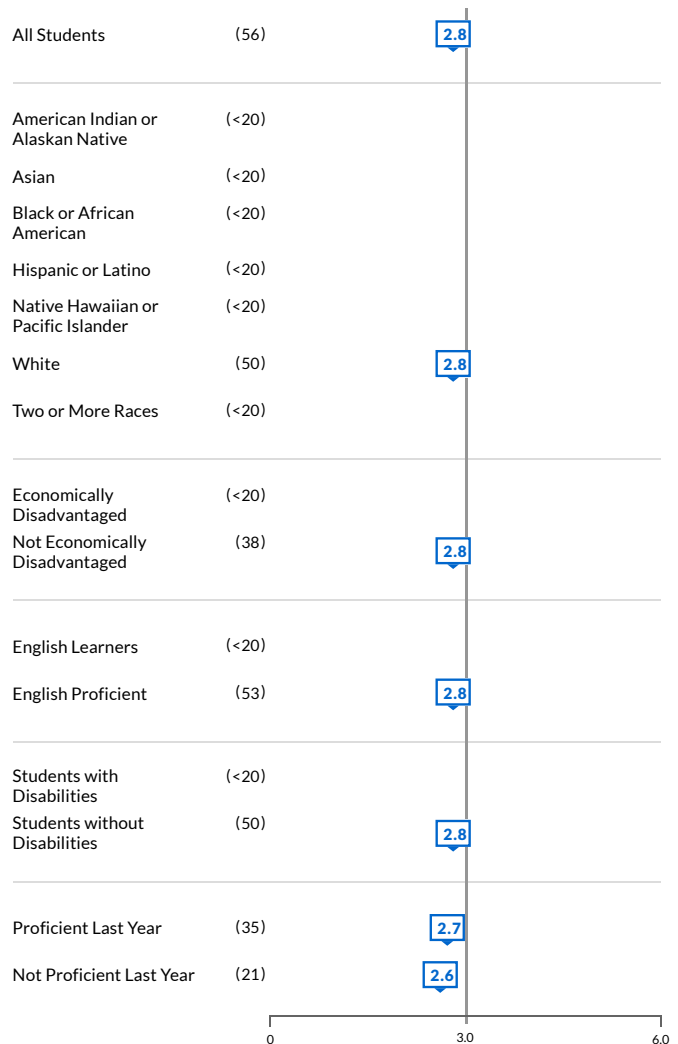 All Students (56) 2.8
American Indian or (<20)
Alaskan Native
Asian (<20)
Black or African (<20)
American
Hispanic or Latino (<20)
Native Hawaiian or (<20)
Pacific Islander
White (50) 2.8
Two or More Races (<20)
Economically (<20)
Disadvantaged
Not Economically (38) 2.8
Disadvantaged
English Learners (<20)
English Proficient (53) 2.8
Students with (<20)
Disabilities
Students without (50) 2.8
Disabilities
Proficient Last Year (35) 2.7
Not Proficient Last Year (21) 2.6
0 3.0 6.0